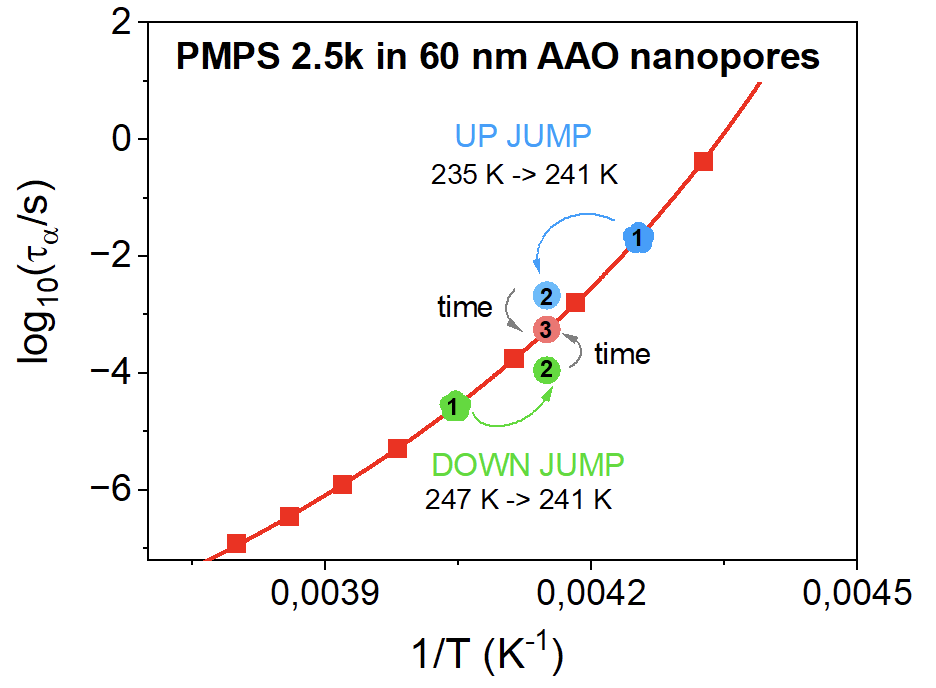 PMPS 2.5k in 60 nm AAO nanopores
UP JUMP
235 K -> 241 K
1
2
time
3
time
2
1
DOWN JUMP
247 K -> 241 K
2
0
−2
−4
−6
log₁₀(τα/s)
0,0039
0,0042
0,0045
1/T (K⁻¹)